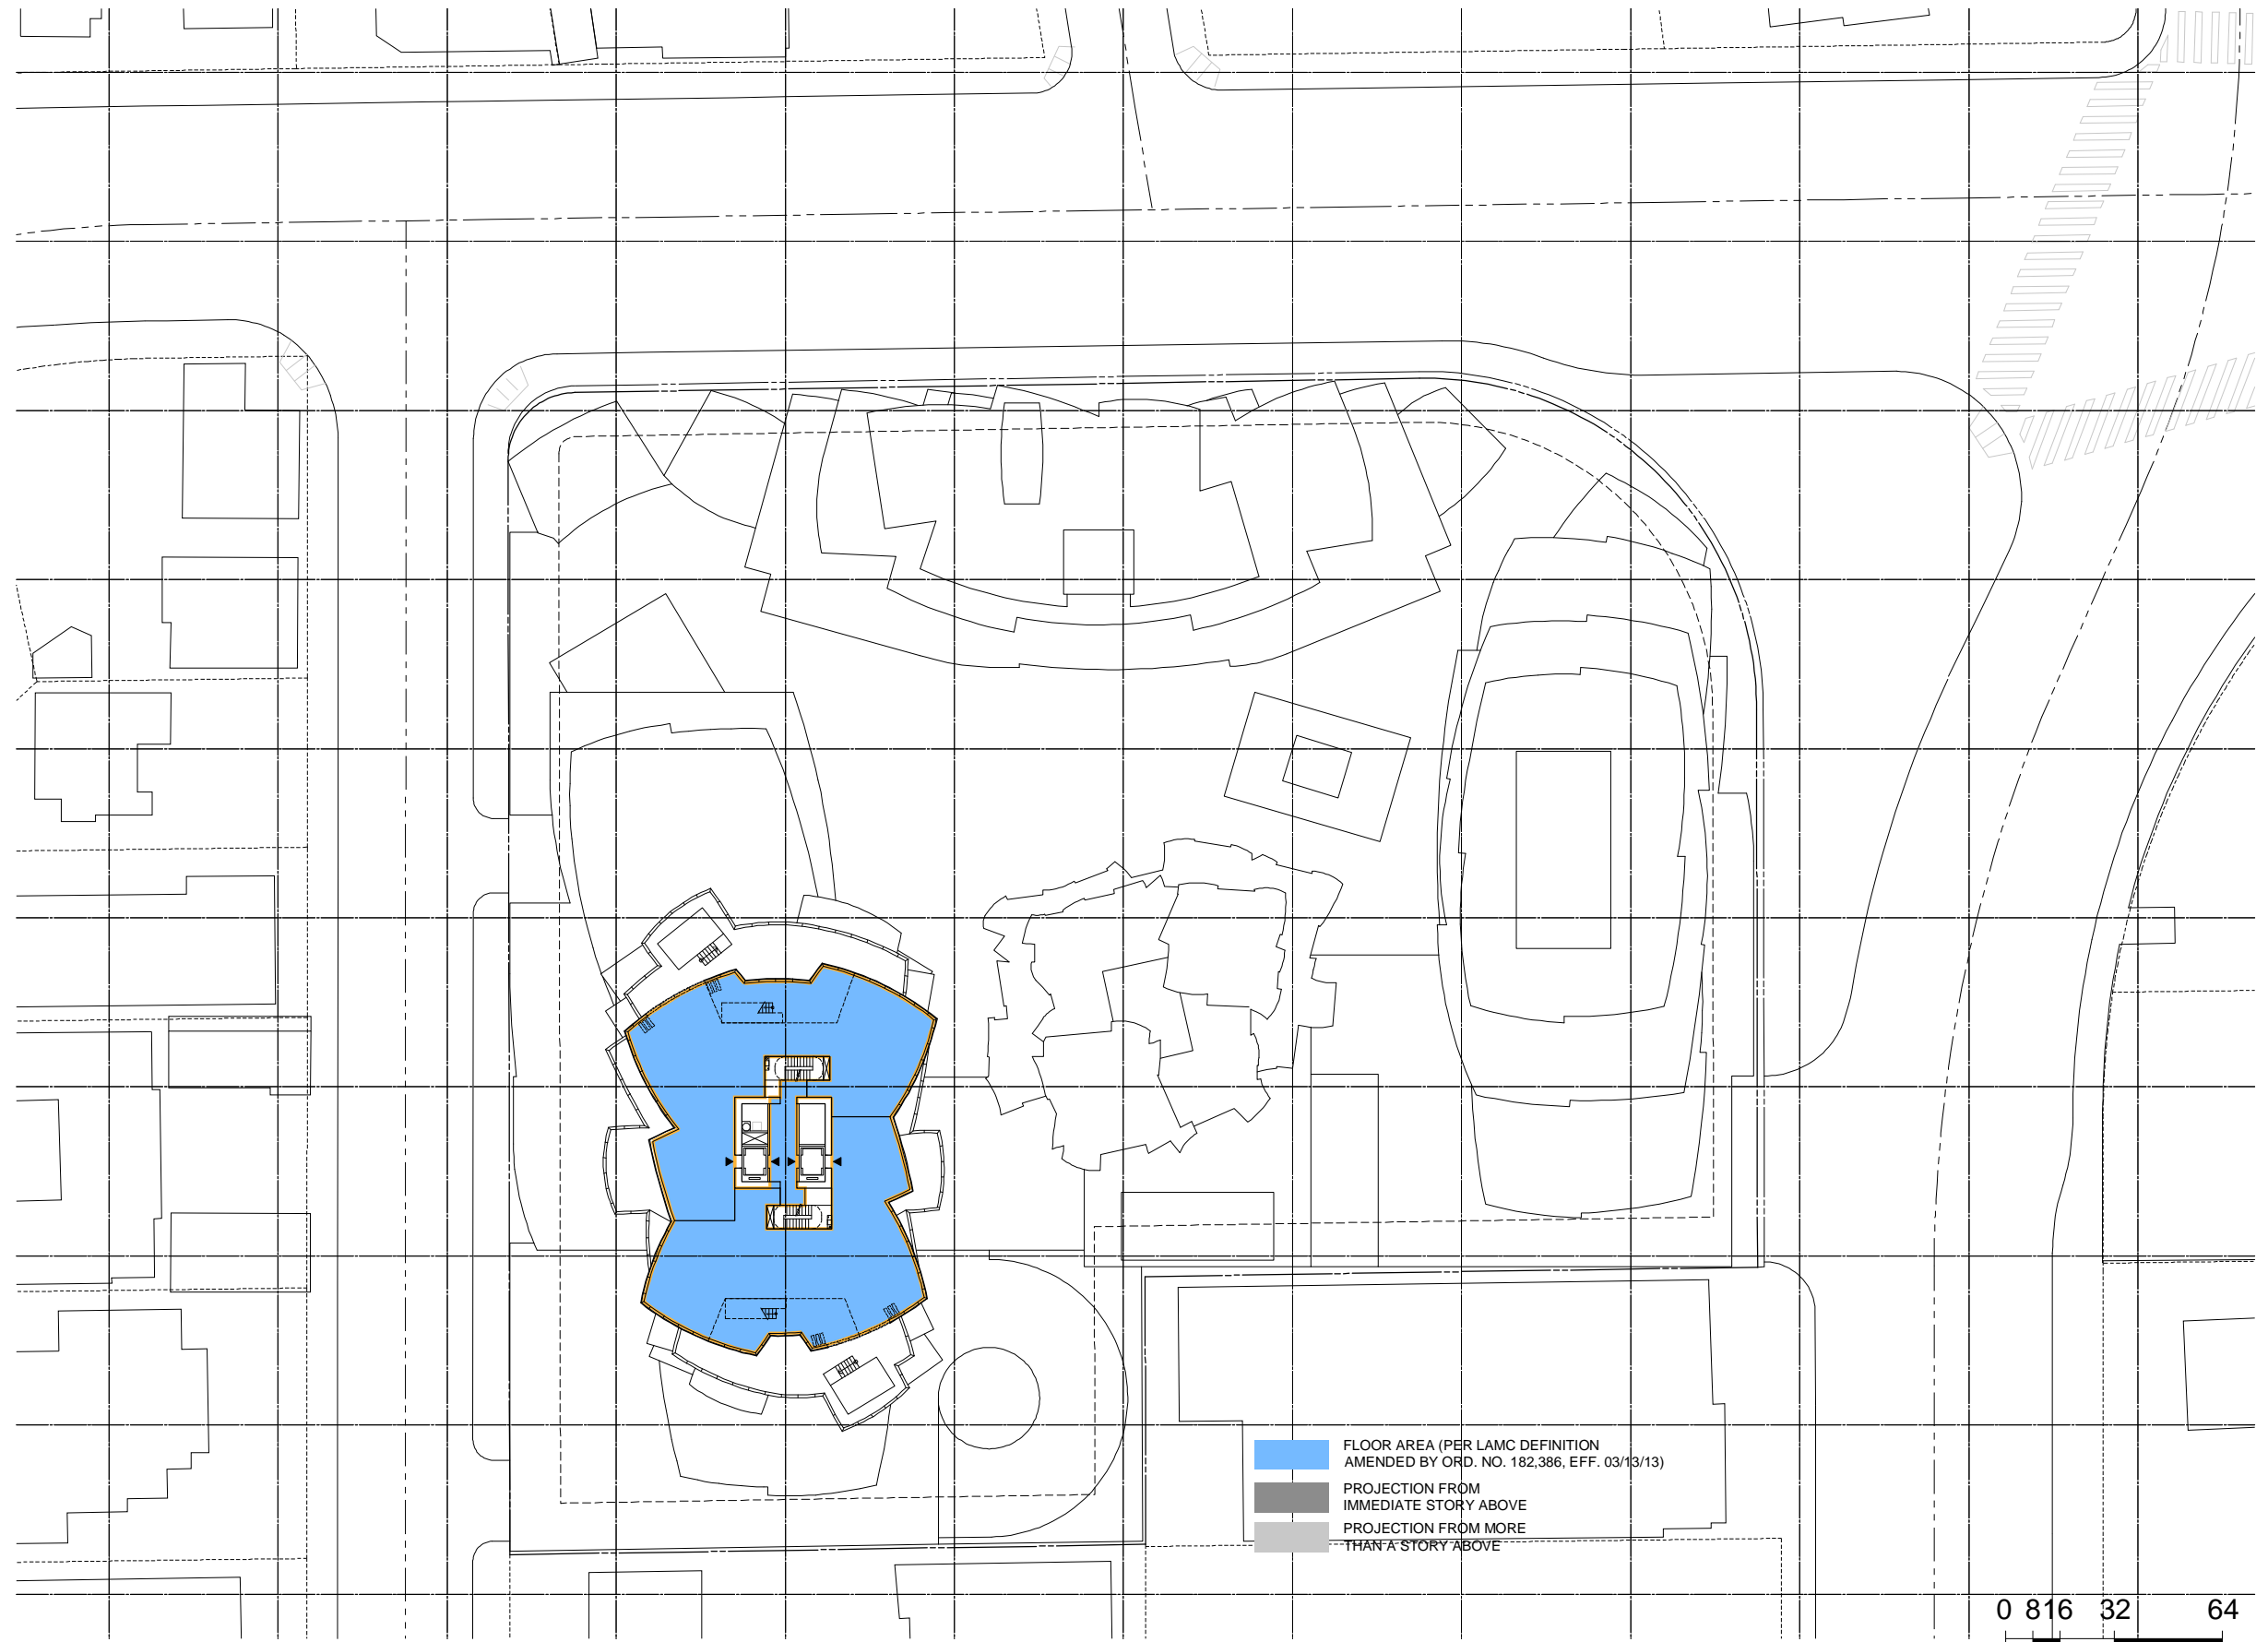 FLOOR AREA (PER LAMC DEFINITION
AMENDED BY ORD. NO. 182,386, EFF. 03/13/13)
PROJECTION FROM
IMMEDIATE STORY ABOVE
PROJECTION FROM MORE
THAN A STORY ABOVE
0 8 16 32 64